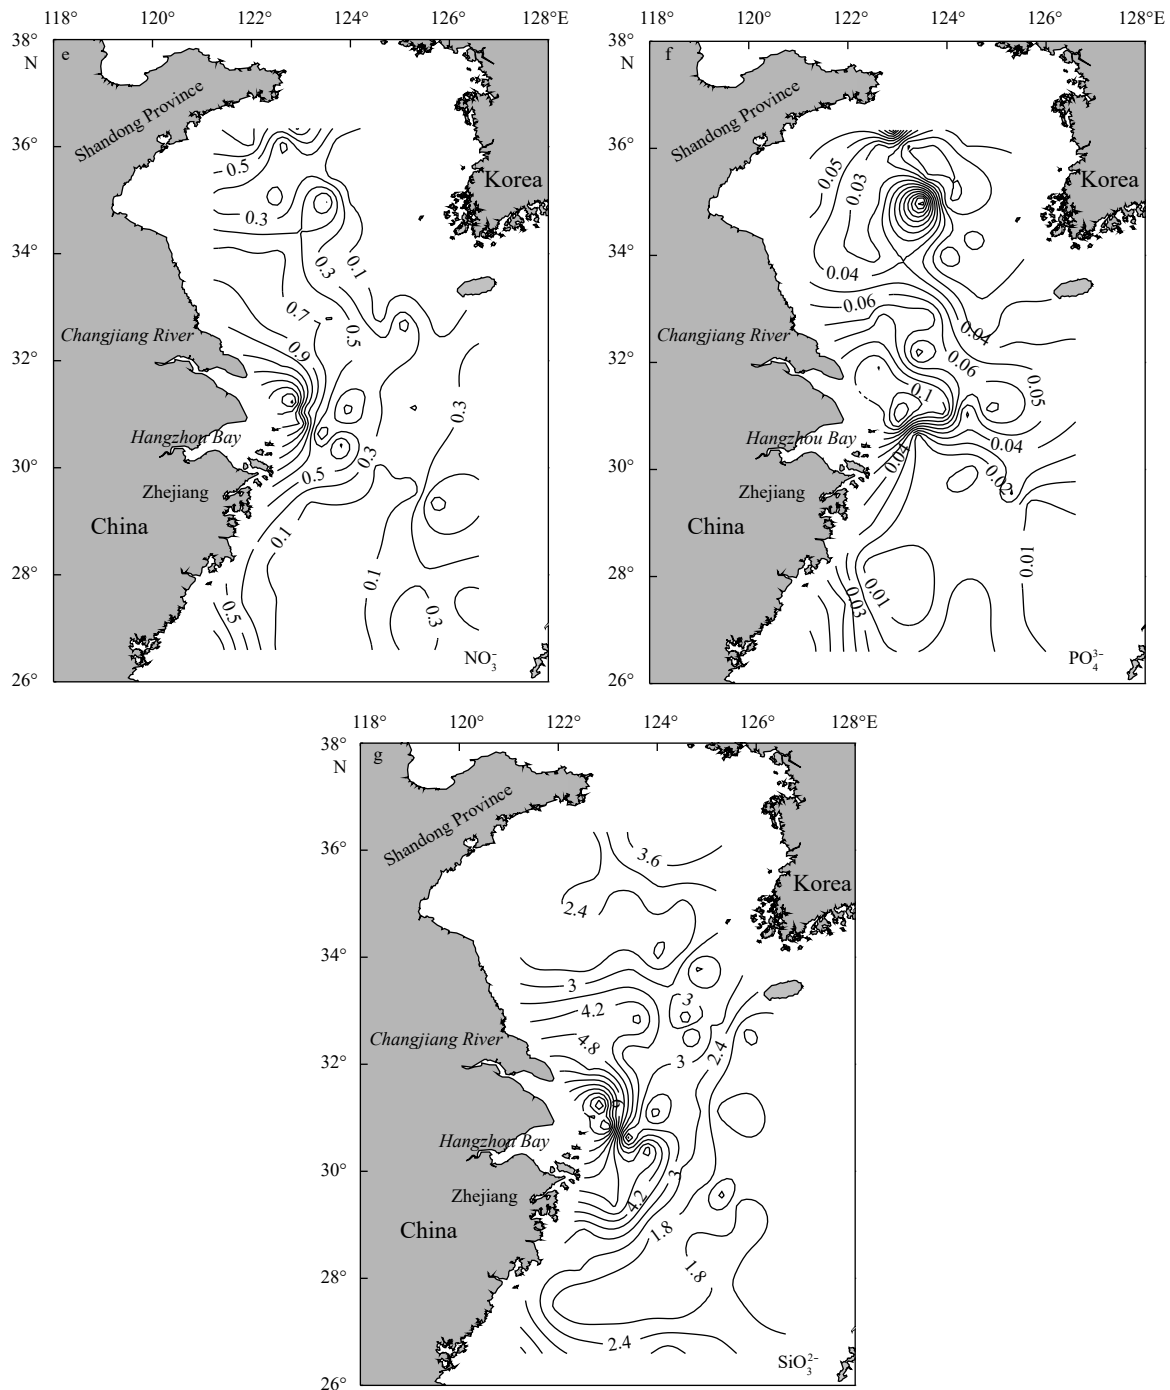 118° 120° 122° 124° 126° 128°E
38°
N
e
Shandong Province
36°
0.5
Korea
0.3
34°
0.3
0.1
0.7
0.5
Changjiang River
0.9
32°
0.3
Hangzhou Bay
30°
0.3
0.5
Zhejiang
China
0.1
28°
0.1
0.5
0.3
NO₃⁻
26°
118° 120° 122° 124° 126° 128°E
38°
N
f
Shandong Province
36°
0.05
0.03
Korea
34°
0.04
0.06
0.04
Changjiang River
32°
0.06
0.1
0.05
Hangzhou Bay
0.04
30°
0.04
0.02
Zhejiang
China
0.01
28°
0.01
0.03
PO₄³⁻
26°
118° 120° 122° 124° 126° 128°E
38°
N
g
Shandong Province
36°
3.6
Korea
2.4
34°
3
3
4.2
Changjiang River
4.8
2.4
32°
3
Hangzhou Bay
30°
3
Zhejiang
4.2
China
1.8
1.8
28°
2.4
SiO₃²⁻
26°